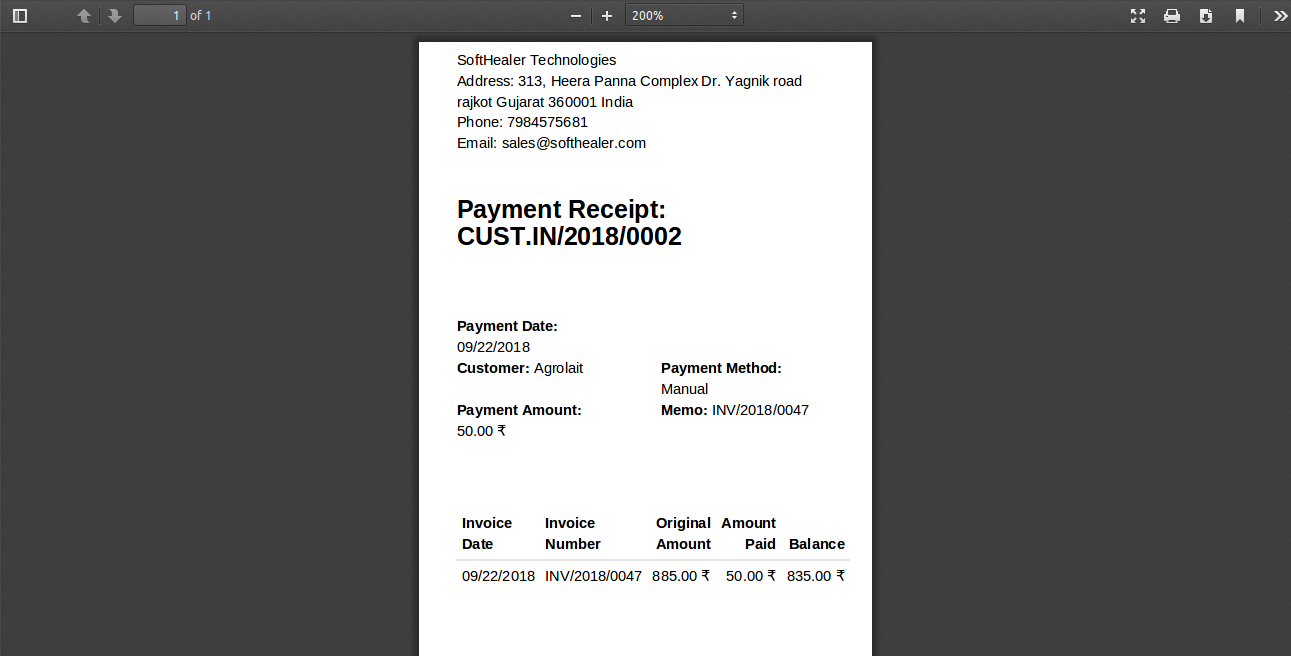 1 of 1 200%
SoftHealer Technologies
Address: 313, Heera Panna Complex Dr. Yagnik road
rajkot Gujarat 360001 India
Phone: 7984575681
Email: sales@softhealer.com
Payment Receipt:
CUST.IN/2018/0002
Payment Date:
09/22/2018
Customer: Agrolait Payment Method:
Manual
Payment Amount: Memo: INV/2018/0047
50.00 ₹
Invoice Invoice Original Amount
Date Number Amount Paid Balance
09/22/2018 INV/2018/0047 885.00 ₹ 50.00 ₹ 835.00 ₹